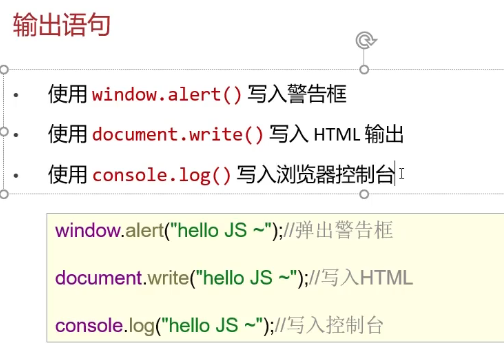 输出语句
• 使用 window.alert() 写入警告框
• 使用 document.write() 写入 HTML 输出
• 使用 console.log() 写入浏览器控制台
window.alert("hello JS ~");//弹出警告框
document.write("hello JS ~");//写入HTML
console.log("hello JS ~");//写入控制台